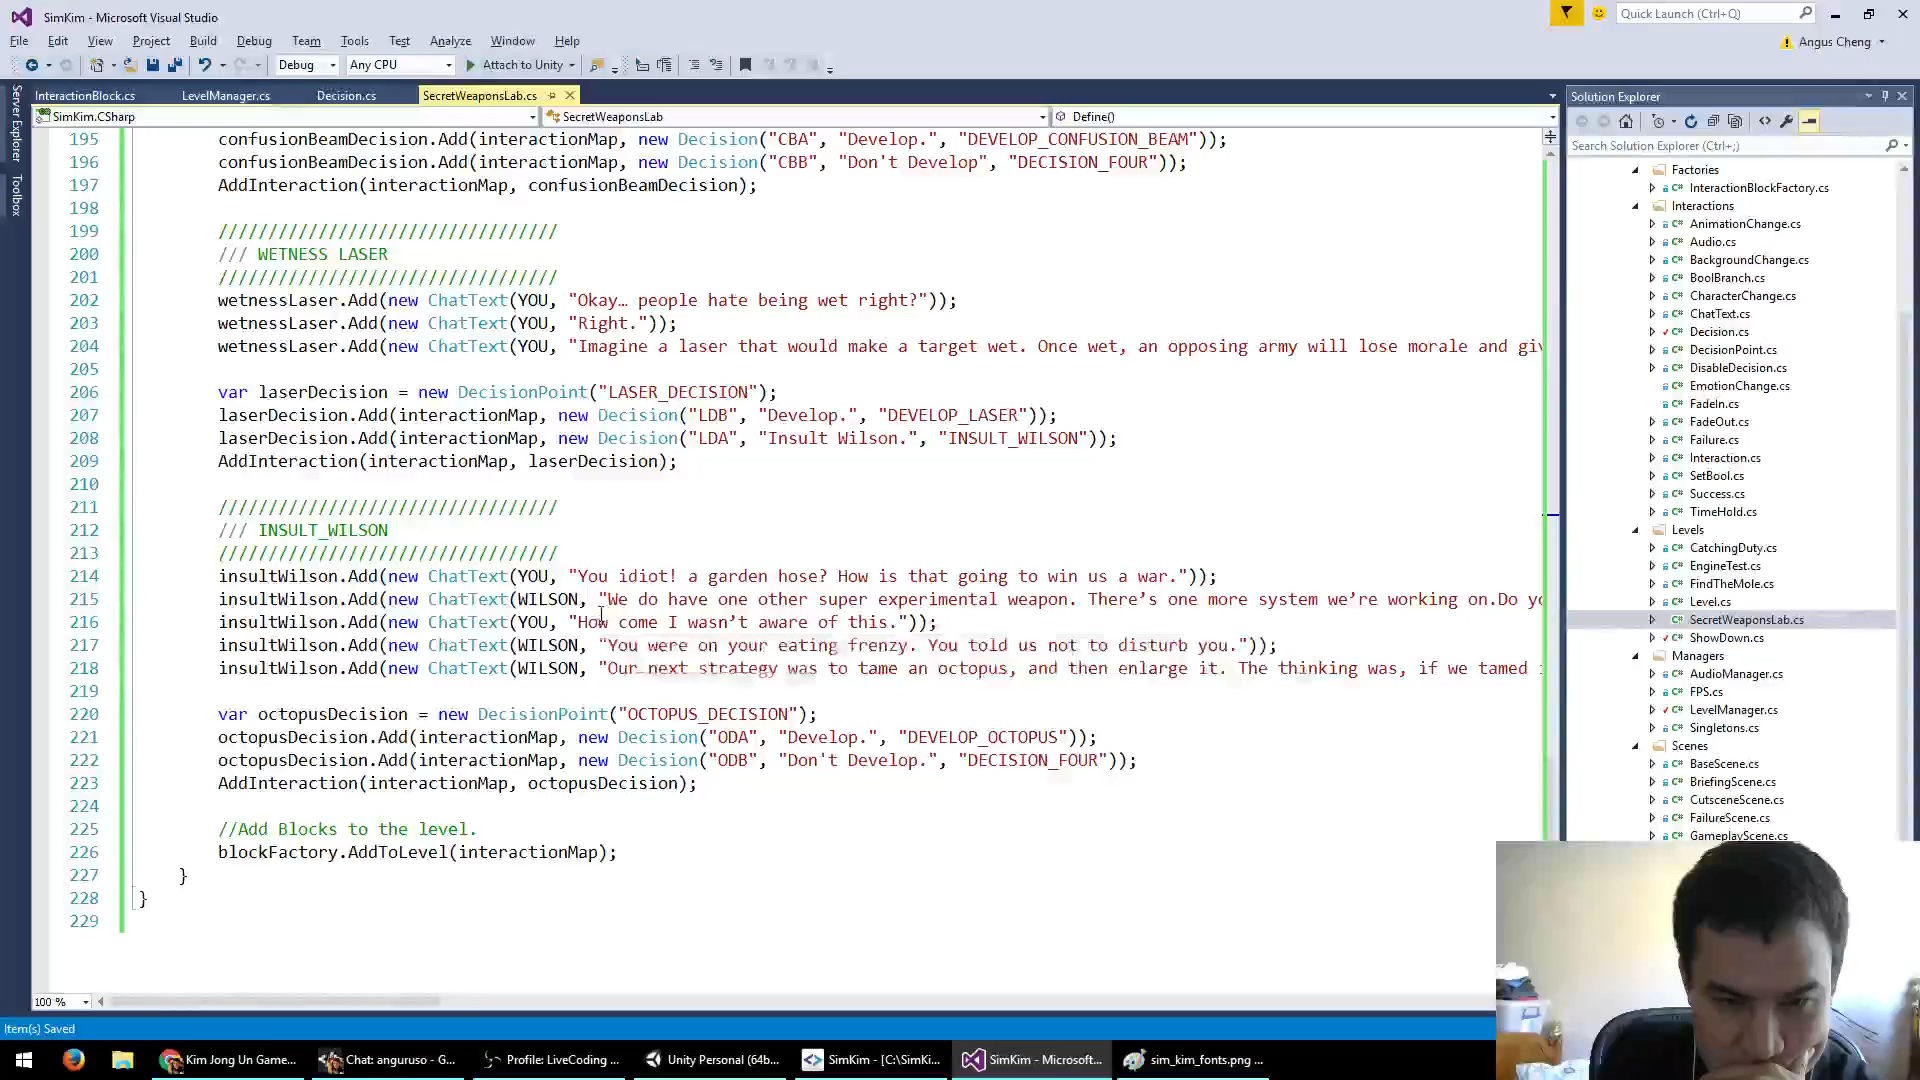 SimKim - Microsoft Visual Studio
Quick Launch (Ctrl+Q)
File Edit View Project Build Debug Team Tools Test Analyze Window Help
Angus Cheng
Debug Any CPU Attach to Unity
Server Explorer
Toolbox
InteractionBlock.cs LevelManager.cs Decision.cs SecretWeaponsLab.cs
SimKim.CSharp SecretWeaponsLab Define()
195 confusionBeamDecision.Add(interactionMap, new Decision("CBA", "Develop.", "DEVELOP_CONFUSION_BEAM"));
196 confusionBeamDecision.Add(interactionMap, new Decision("CBB", "Don't Develop", "DECISION_FOUR"));
197 AddInteraction(interactionMap, confusionBeamDecision);
198
199 //////////////////////////////////
200 /// WETNESS LASER
201 //////////////////////////////////
202 wetnessLaser.Add(new ChatText(YOU, "Okay… people hate being wet right?"));
203 wetnessLaser.Add(new ChatText(YOU, "Right."));
204 wetnessLaser.Add(new ChatText(YOU, "Imagine a laser that would make a target wet. Once wet, an opposing army will lose morale and giv
205
206 var laserDecision = new DecisionPoint("LASER_DECISION");
207 laserDecision.Add(interactionMap, new Decision("LDB", "Develop.", "DEVELOP_LASER"));
208 laserDecision.Add(interactionMap, new Decision("LDA", "Insult Wilson.", "INSULT_WILSON"));
209 AddInteraction(interactionMap, laserDecision);
210
211 //////////////////////////////////
212 /// INSULT_WILSON
213 //////////////////////////////////
214 insultWilson.Add(new ChatText(YOU, "You idiot! a garden hose? How is that going to win us a war."));
215 insultWilson.Add(new ChatText(WILSON, "We do have one other super experimental weapon. There’s one more system we’re working on.Do yo
216 insultWilson.Add(new ChatText(YOU, "How come I wasn’t aware of this."));
217 insultWilson.Add(new ChatText(WILSON, "You were on your eating frenzy. You told us not to disturb you."));
218 insultWilson.Add(new ChatText(WILSON, "Our next strategy was to tame an octopus, and then enlarge it. The thinking was, if we tamed i
219
220 var octopusDecision = new DecisionPoint("OCTOPUS_DECISION");
221 octopusDecision.Add(interactionMap, new Decision("ODA", "Develop.", "DEVELOP_OCTOPUS"));
222 octopusDecision.Add(interactionMap, new Decision("ODB", "Don't Develop.", "DECISION_FOUR"));
223 AddInteraction(interactionMap, octopusDecision);
224
225 //Add Blocks to the level.
226 blockFactory.AddToLevel(interactionMap);
227 }
228 }
229
100 %
Solution Explorer
Search Solution Explorer (Ctrl+;)
Factories
C# InteractionBlockFactory.cs
Interactions
C# AnimationChange.cs
C# Audio.cs
C# BackgroundChange.cs
C# BoolBranch.cs
C# CharacterChange.cs
C# ChatText.cs
C# Decision.cs
C# DecisionPoint.cs
C# DisableDecision.cs
C# EmotionChange.cs
C# FadeIn.cs
C# FadeOut.cs
C# Failure.cs
C# Interaction.cs
C# SetBool.cs
C# Success.cs
C# TimeHold.cs
Levels
C# CatchingDuty.cs
C# EngineTest.cs
C# FindTheMole.cs
C# Level.cs
C# SecretWeaponsLab.cs
C# ShowDown.cs
Managers
C# AudioManager.cs
C# FPS.cs
C# LevelManager.cs
C# Singletons.cs
Scenes
C# BaseScene.cs
C# BriefingScene.cs
C# CutsceneScene.cs
C# FailureScene.cs
C# GameplayScene.cs
Item(s) Saved
Kim Jong Un Game... Chat: anguruso - G... Profile: LiveCoding ... Unity Personal (64b... SimKim - [C:\SimKi... SimKim - Microsoft... sim_kim_fonts.png ...